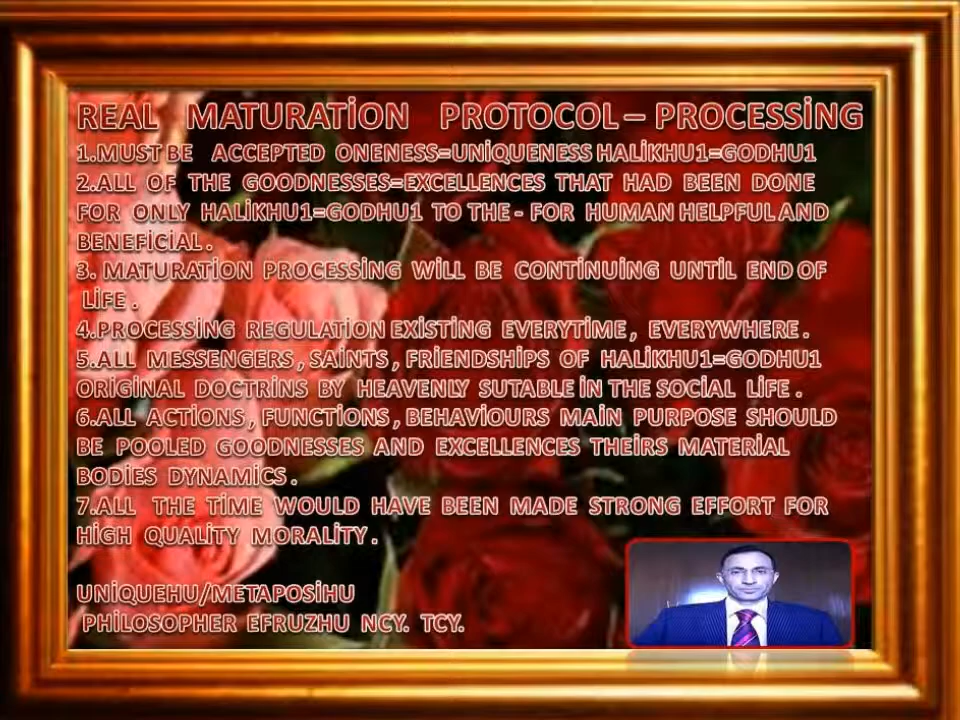 REAL MATURATİON PROTOCOL – PROCESSİNG
1.MUST BE ACCEPTED ONENESS=UNİQUENESS HALİKHU1=GODHU1
2.ALL OF THE GOODNESSES=EXCELLENCES THAT HAD BEEN DONE
FOR ONLY HALİKHU1=GODHU1 TO THE - FOR HUMAN HELPFUL AND
BENEFİCİAL .
3. MATURATİON PROCESSİNG WİLL BE CONTİNUİNG UNTİL END OF
LİFE .
4.PROCESSİNG REGULATİON EXİSTİNG EVERYTİME , EVERYWHERE .
5.ALL MESSENGERS , SAİNTS , FRİENDSHİPS OF HALİKHU1=GODHU1
ORİGİNAL DOCTRİNS BY HEAVENLY SUTABLE İN THE SOCİAL LİFE .
6.ALL ACTİONS , FUNCTİONS , BEHAVİOURS MAİN PURPOSE SHOULD
BE POOLED GOODNESSES AND EXCELLENCES THEİRS MATERİAL
BODİES DYNAMİCS .
7.ALL THE TİME WOULD HAVE BEEN MADE STRONG EFFORT FOR
HİGH QUALİTY MORALİTY .
UNİQUEHU/METAPOSİHU
PHİLOSOPHER EFRUZHU NCY. TCY.